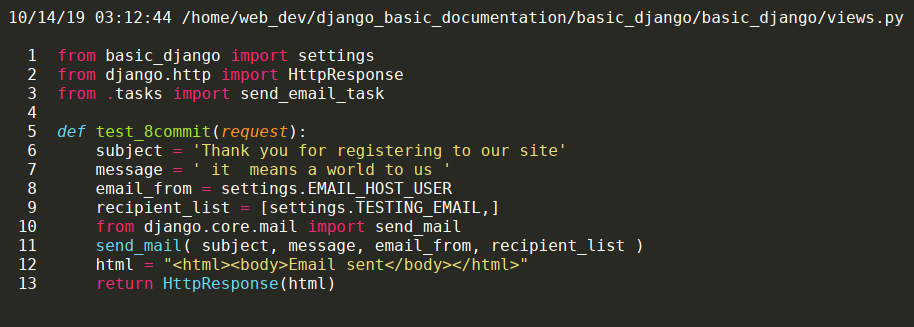 10/14/19 03:12:44 /home/web_dev/django_basic_documentation/basic_django/basic_django/views.py
1 from basic_django import settings
2 from django.http import HttpResponse
3 from .tasks import send_email_task
4
5 def test_8commit(request):
6     subject = 'Thank you for registering to our site'
7     message = ' it  means a world to us '
8     email_from = settings.EMAIL_HOST_USER
9     recipient_list = [settings.TESTING_EMAIL,]
10     from django.core.mail import send_mail
11     send_mail( subject, message, email_from, recipient_list )
12     html = "<html><body>Email sent</body></html>"
13     return HttpResponse(html)